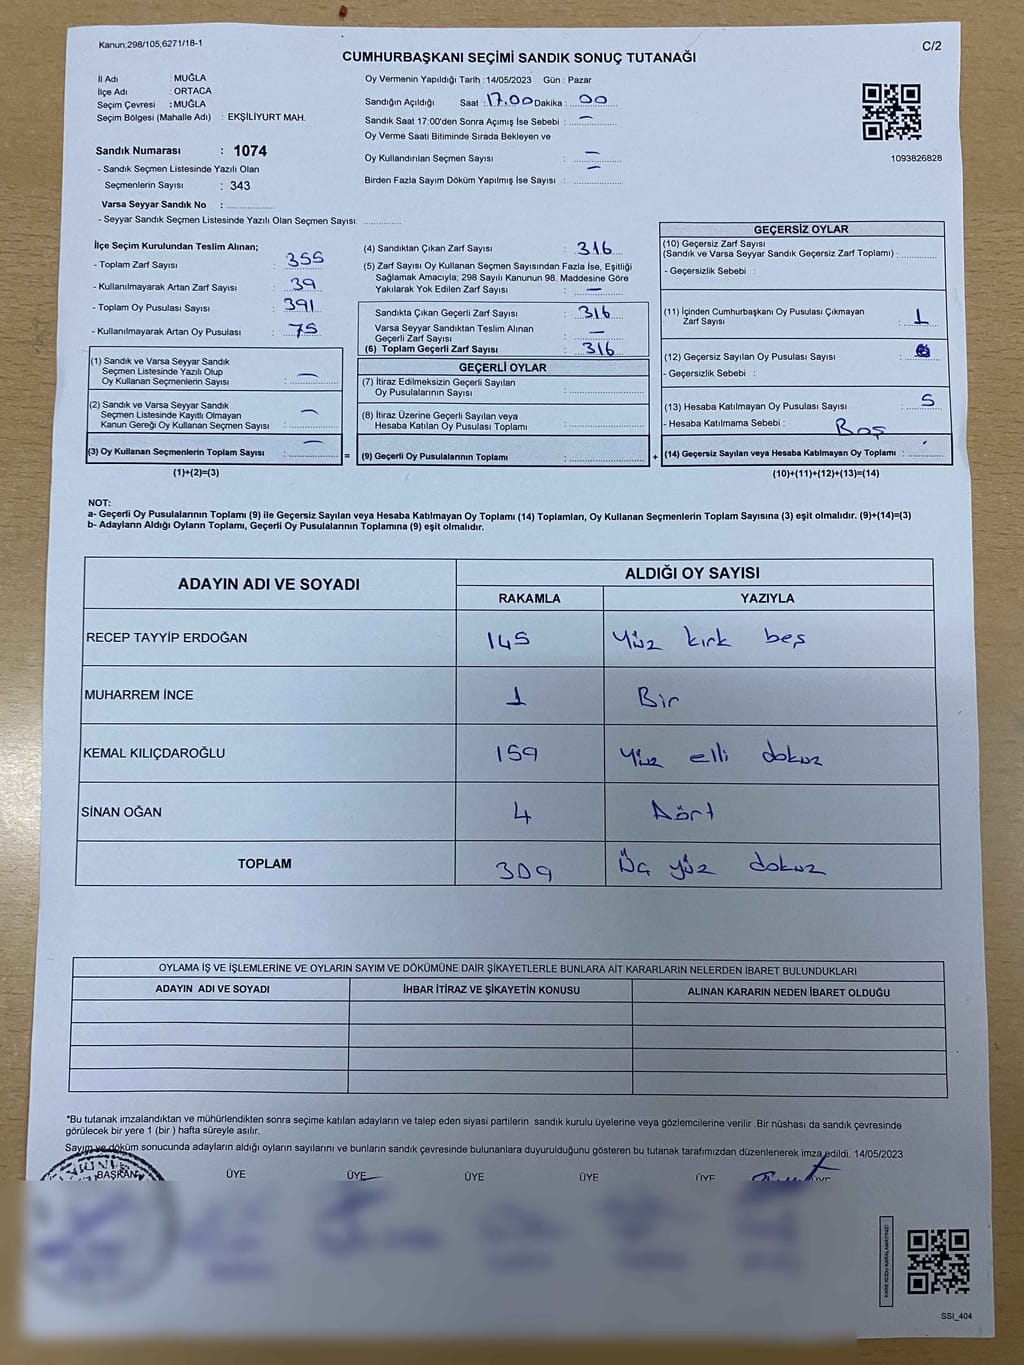 Kanun,298/105,6271/18-1
C/2
CUMHURBAŞKANI SEÇİMİ SANDIK SONUÇ TUTANAĞI
İl Adı : MUĞLA
İlçe Adı : ORTACA
Seçim Çevresi : MUĞLA
Seçim Bölgesi (Mahalle Adı) : EKŞİLİYURT MAH.
Sandık Numarası : 1074
- Sandık Seçmen Listesinde Yazılı Olan
Seçmenlerin Sayısı : 343
Varsa Seyyar Sandık No :
- Seyyar Sandık Seçmen Listesinde Yazılı Olan Seçmen Sayısı:
Oy Vermenin Yapıldığı Tarih : 14/05/2023 Gün : Pazar
Sandığın Açıldığı Saat : 17.00 Dakika : 00
Sandık Saat 17:00'den Sonra Açımış İse Sebebi : —
Oy Verme Saati Bitiminde Sırada Bekleyen ve
Oy Kullandırılan Seçmen Sayısı : —
Birden Fazla Sayım Döküm Yapılmış İse Sayısı : —
1093826828
İlçe Seçim Kurulundan Teslim Alınan;
- Toplam Zarf Sayısı : 355
- Kullanılmayarak Artan Zarf Sayısı : 39
- Toplam Oy Pusulası Sayısı : 391
- Kullanılmayarak Artan Oy Pusulası : 75
(1) Sandık ve Varsa Seyyar Sandık
Seçmen Listesinde Yazılı Olup
Oy Kullanan Seçmenlerin Sayısı : —
(2) Sandık ve Varsa Seyyar Sandık
Seçmen Listesinde Kayıtlı Olmayan
Kanun Gereği Oy Kullanan Seçmen Sayısı : —
(3) Oy Kullanan Seçmenlerin Toplam Sayısı : — =
(1)+(2)=(3)
(4) Sandıktan Çıkan Zarf Sayısı : 316
(5) Zarf Sayısı Oy Kullanan Seçmen Sayısından Fazla İse, Eşitliği
Sağlamak Amacıyla; 298 Sayılı Kanunun 98. Maddesine Göre
Yakılarak Yok Edilen Zarf Sayısı : —
Sandıkta Çıkan Geçerli Zarf Sayısı : 316
Varsa Seyyar Sandıktan Teslim Alınan
Geçerli Zarf Sayısı : —
(6) Toplam Geçerli Zarf Sayısı : 316
GEÇERLİ OYLAR
(7) İtiraz Edilmeksizin Geçerli Sayılan
Oy Pusulalarının Sayısı :
(8) İtiraz Üzerine Geçerli Sayılan veya
Hesaba Katılan Oy Pusulası Toplamı :
(9) Geçerli Oy Pusulalarının Toplamı : +
GEÇERSİZ OYLAR
(10) Geçersiz Zarf Sayısı
(Sandık ve Varsa Seyyar Sandık Geçersiz Zarf Toplamı) :
- Geçersizlik Sebebi :
(11) İçinden Cumhurbaşkanı Oy Pusulası Çıkmayan
Zarf Sayısı : 1
(12) Geçersiz Sayılan Oy Pusulası Sayısı :
- Geçersizlik Sebebi :
(13) Hesaba Katılmayan Oy Pusulası Sayısı : 5
- Hesaba Katılmama Sebebi : Boş
(14) Geçersiz Sayılan veya Hesaba Katılmayan Oy Toplamı :
(10)+(11)+(12)+(13)=(14)
NOT:
a- Geçerli Oy Pusulalarının Toplamı (9) ile Geçersiz Sayılan veya Hesaba Katılmayan Oy Toplamı (14) Toplamları, Oy Kullanan Seçmenlerin Toplam Sayısına (3) eşit olmalıdır. (9)+(14)=(3)
b- Adayların Aldığı Oyların Toplamı, Geçerli Oy Pusulalarının Toplamına (9) eşit olmalıdır.
ADAYIN ADI VE SOYADI ALDIĞI OY SAYISI
RAKAMLA YAZIYLA
RECEP TAYYİP ERDOĞAN 145 Yüz kırk beş
MUHARREM İNCE 1 Bir
KEMAL KILIÇDAROĞLU 159 Yüz elli dokuz
SİNAN OĞAN 4 Dört
TOPLAM 309 Üç yüz dokuz
OYLAMA İŞ VE İŞLEMLERİNE VE OYLARIN SAYIM VE DÖKÜMÜNE DAİR ŞİKAYETLERLE BUNLARA AİT KARARLARIN NELERDEN İBARET BULUNDUKLARI
ADAYIN ADI VE SOYADI İHBAR İTİRAZ VE ŞİKAYETİN KONUSU ALINAN KARARIN NEDEN İBARET OLDUĞU
*Bu tutanak imzalandıktan ve mühürlendikten sonra seçime katılan adayların ve talep eden siyasi partilerin sandık kurulu üyelerine veya gözlemcilerine verilir .Bir nüshası da sandık çevresinde
görülecek bir yere 1 (bir ) hafta süreyle asılır.
Sayım ve döküm sonucunda adayların aldığı oyların sayılarını ve bunların sandık çevresinde bulunanlara duyurulduğunu gösteren bu tutanak tarafımızdan düzenlenerek imza edildi. 14/05/2023
BAŞKAN ÜYE ÜYE ÜYE ÜYE ÜYE ÜYE
KARE KODU KARALAMAYINIZ!
SSI_404